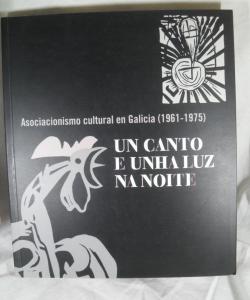 Asociacionismo cultural en Galicia (1961-1975)
UN CANTO
E UNHA LUZ
NA NOITE